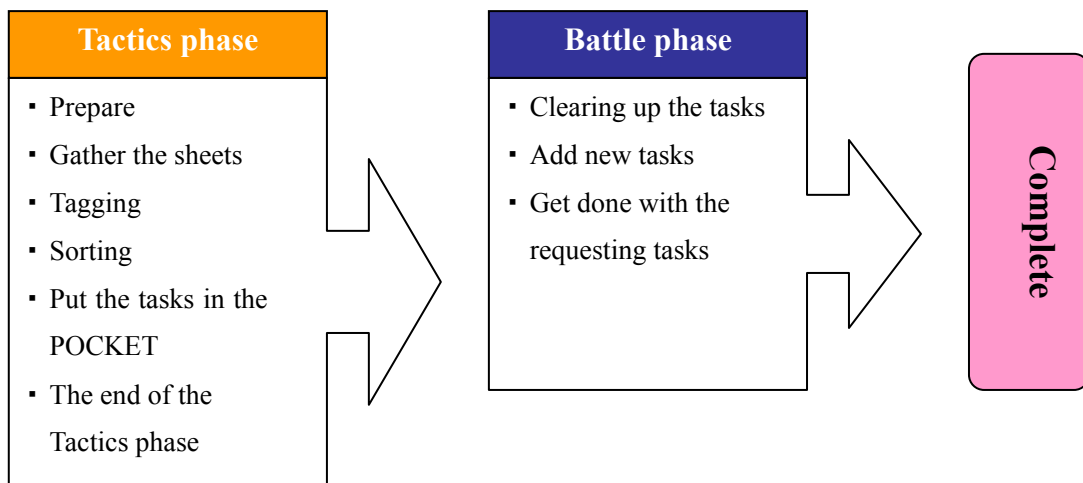 Tactics phase
▪ Prepare
▪ Gather the sheets
▪ Tagging
▪ Sorting
▪ Put the tasks in the
POCKET
▪ The end of the
Tactics phase
Battle phase
▪ Clearing up the tasks
▪ Add new tasks
▪ Get done with the
requesting tasks
Complete